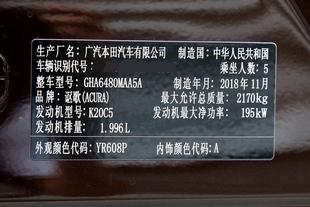 生产厂名：广汽本田汽车有限公司 制造国：中华人民共和国
车辆识别代号： 乘坐人数：5
整车型号：GHA6480MAA5A 制造年月：2018年11月
品牌：讴歌(ACURA) 最大允许总质量：2170kg
发动机型号：K20C5 发动机最大净功率：195kW
发动机排量：1.996L
外观颜色代码：YR608P 内饰颜色代码：A